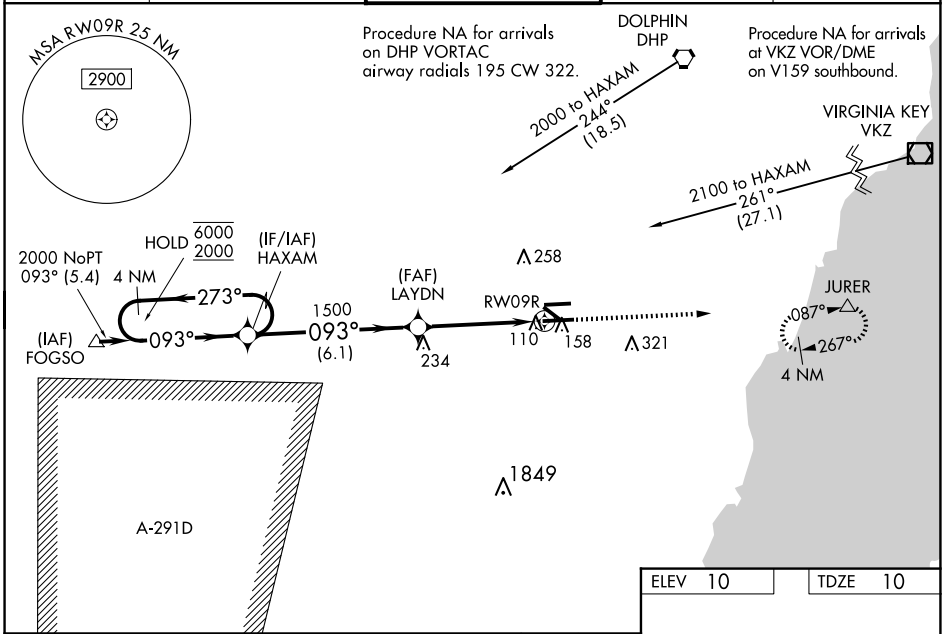 MSA RW09R 25 NM
2900
Procedure NA for arrivals
on DHP VORTAC
airway radials 195 CW 322.
DOLPHIN
DHP
Procedure NA for arrivals
at VKZ VOR/DME
on V159 southbound.
2000 to HAXAM
244°
(18.5)
VIRGINIA KEY
VKZ
2100 to HAXAM
261°
(27.1)
HOLD
6000
2000
(IF/IAF)
HAXAM
2000 NoPT
093° (5.4)
4 NM
273°
093°
(IAF)
FOGSO
1500
093°
(6.1)
(FAF)
LAYDN
234
258
RW09R
110
158
321
JURER
087°
267°
4 NM
1849
A-291D
ELEV 10
TDZE 10